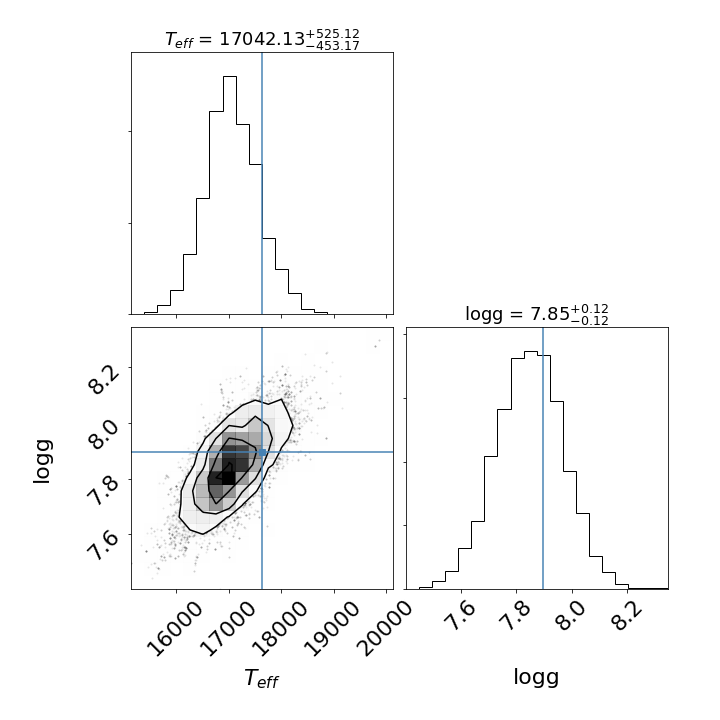 T_eff = 17042.13 +525.12 −453.17
logg = 7.85 +0.12 −0.12
logg
8.2
8.0
7.8
7.6
16000 17000 18000 19000 20000
7.6 7.8 8.0 8.2
T_eff
logg